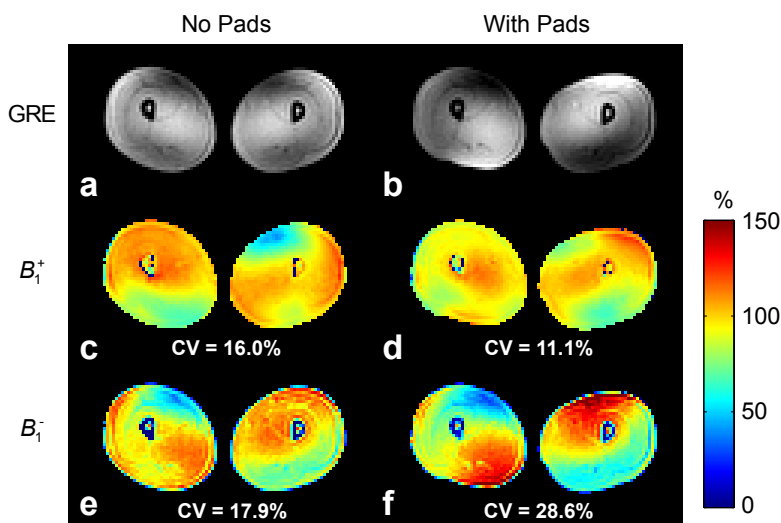 No Pads
With Pads
GRE
a
b
%
150
B₁⁺
c
CV = 16.0%
d
CV = 11.1%
100
B₁⁻
e
CV = 17.9%
f
CV = 28.6%
50
0